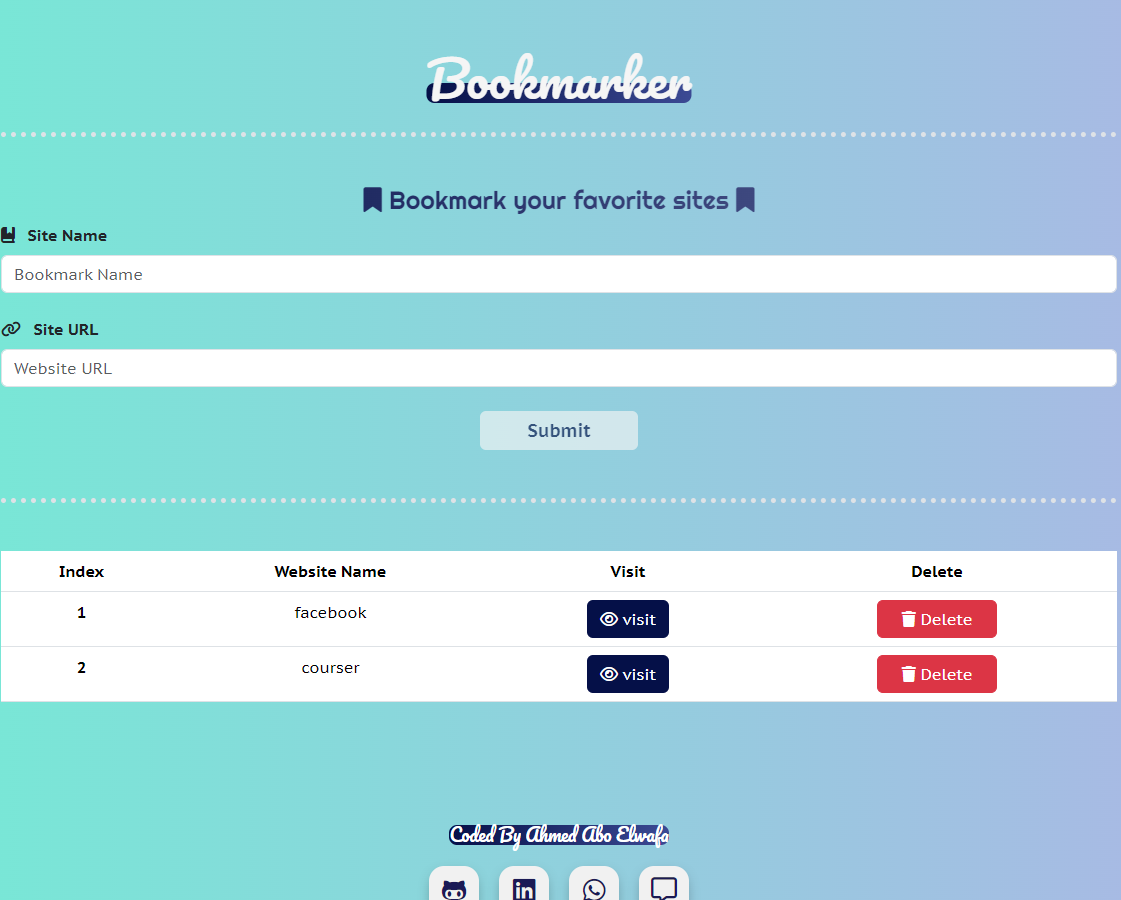 Bookmarker
Bookmark your favorite sites
Site Name
Bookmark Name
Site URL
Website URL
Submit
Index Website Name Visit Delete
1 facebook visit Delete
2 courser visit Delete
Coded By Ahmed Abo Elwafa